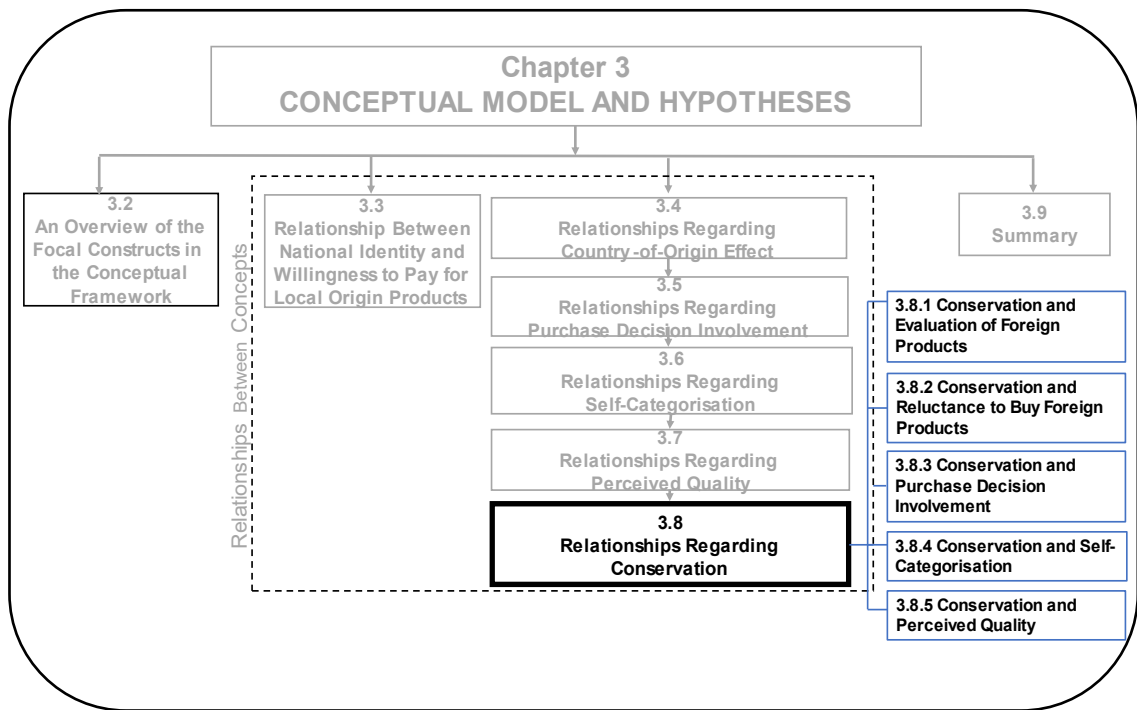 Chapter 3
CONCEPTUAL MODEL AND HYPOTHESES
3.2
An Overview of the
Focal Constructs in
the Conceptual
Framework
Relationships Between Concepts
3.3
Relationship Between
National Identity and
Willingness to Pay for
Local Origin Products
3.4
Relationships Regarding
Country-of-Origin Effect
3.5
Relationships Regarding
Purchase Decision Involvement
3.6
Relationships Regarding
Self-Categorisation
3.7
Relationships Regarding
Perceived Quality
3.8
Relationships Regarding
Conservation
3.9
Summary
3.8.1 Conservation and
Evaluation of Foreign
Products
3.8.2 Conservation and
Reluctance to Buy Foreign
Products
3.8.3 Conservation and
Purchase Decision
Involvement
3.8.4 Conservation and Self-
Categorisation
3.8.5 Conservation and
Perceived Quality